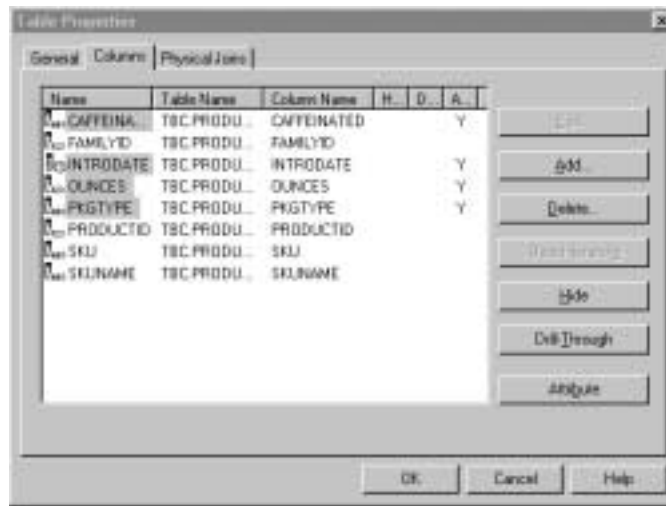 Table Properties
General Columns Physical Joins
Name Table Name Column Name H... D... A...
CAFFEINA... TBC.PRODU... CAFFEINATED Y
FAMILYID TBC.PRODU... FAMILYID
INTRODATE TBC.PRODU... INTRODATE Y
OUNCES TBC.PRODU... OUNCES Y
PKGTYPE TBC.PRODU... PKGTYPE Y
PRODUCTID TBC.PRODU... PRODUCTID
SKU TBC.PRODU... SKU
SKUNAME TBC.PRODU... SKUNAME
Edit...
Add...
Delete...
Hide
Drill-Through
Attribute
OK Cancel Help